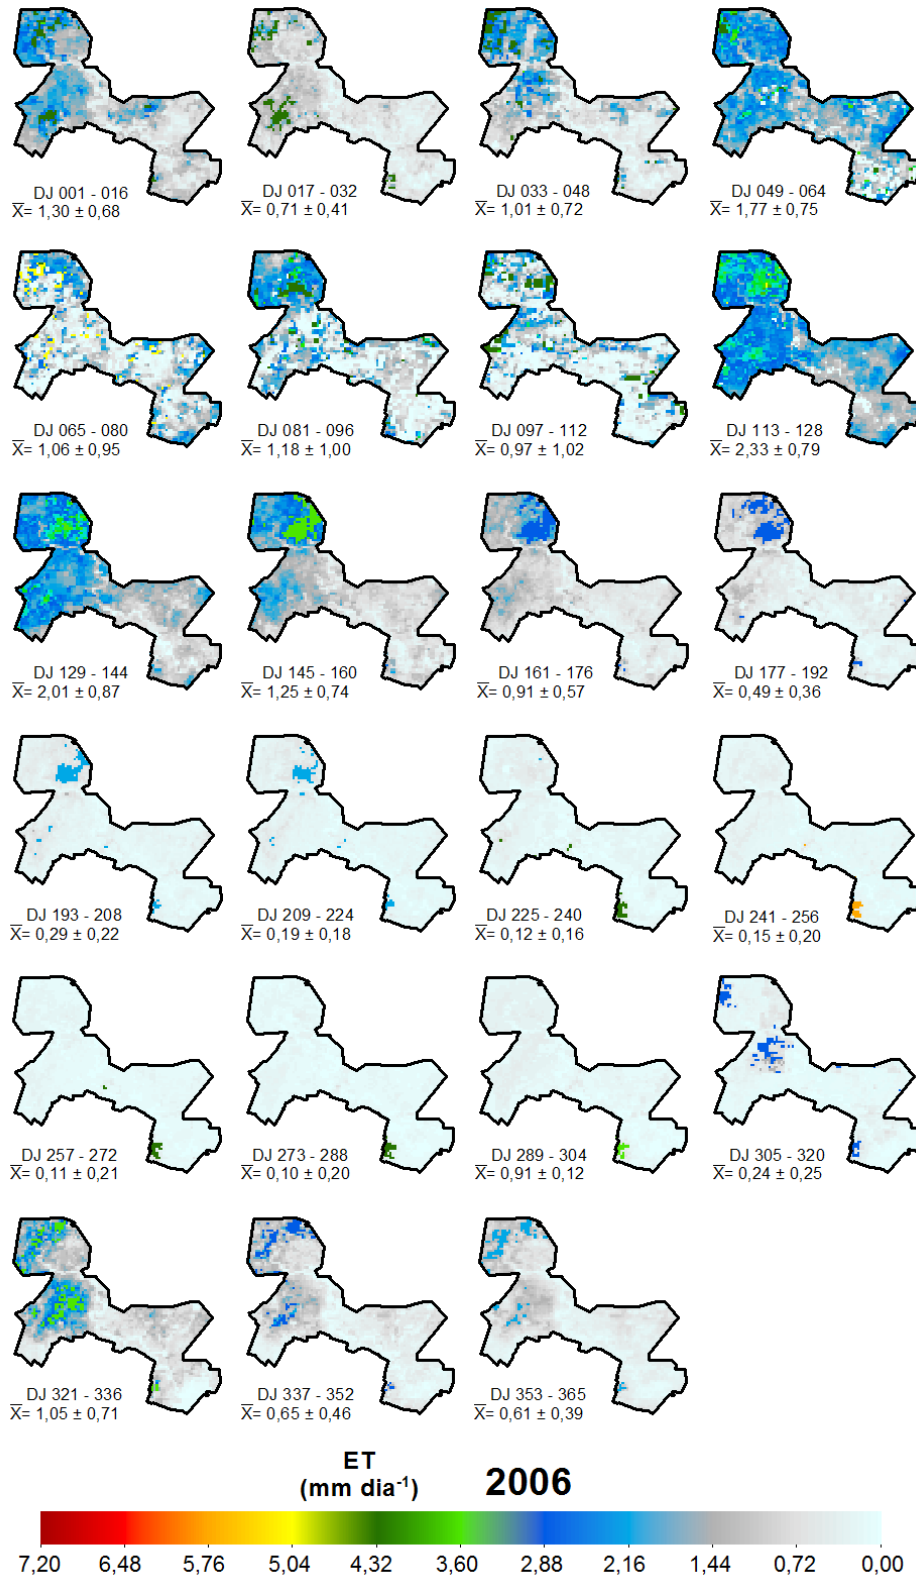 DJ 001 - 016
X̅= 1,30 ± 0,68
DJ 017 - 032
X̅= 0,71 ± 0,41
DJ 033 - 048
X̅= 1,01 ± 0,72
DJ 049 - 064
X̅= 1,77 ± 0,75
DJ 065 - 080
X̅= 1,06 ± 0,95
DJ 081 - 096
X̅= 1,18 ± 1,00
DJ 097 - 112
X̅= 0,97 ± 1,02
DJ 113 - 128
X̅= 2,33 ± 0,79
DJ 129 - 144
X̅= 2,01 ± 0,87
DJ 145 - 160
X̅= 1,25 ± 0,74
DJ 161 - 176
X̅= 0,91 ± 0,57
DJ 177 - 192
X̅= 0,49 ± 0,36
DJ 193 - 208
X̅= 0,29 ± 0,22
DJ 209 - 224
X̅= 0,19 ± 0,18
DJ 225 - 240
X̅= 0,12 ± 0,16
DJ 241 - 256
X̅= 0,15 ± 0,20
DJ 257 - 272
X̅= 0,11 ± 0,21
DJ 273 - 288
X̅= 0,10 ± 0,20
DJ 289 - 304
X̅= 0,91 ± 0,12
DJ 305 - 320
X̅= 0,24 ± 0,25
DJ 321 - 336
X̅= 1,05 ± 0,71
DJ 337 - 352
X̅= 0,65 ± 0,46
DJ 353 - 365
X̅= 0,61 ± 0,39
ET
(mm dia⁻¹)
2006
7,20 6,48 5,76 5,04 4,32 3,60 2,88 2,16 1,44 0,72 0,00